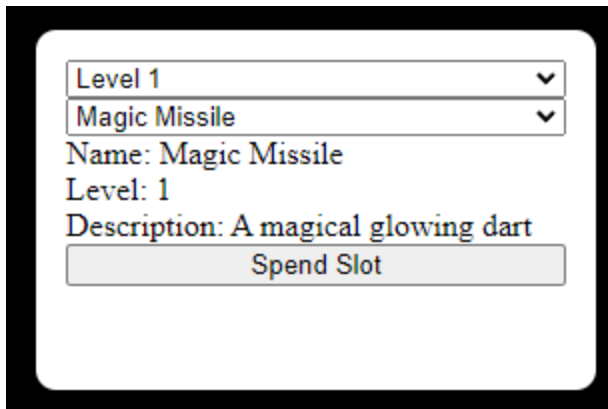 Level 1
Magic Missile
Name: Magic Missile
Level: 1
Description: A magical glowing dart
Spend Slot